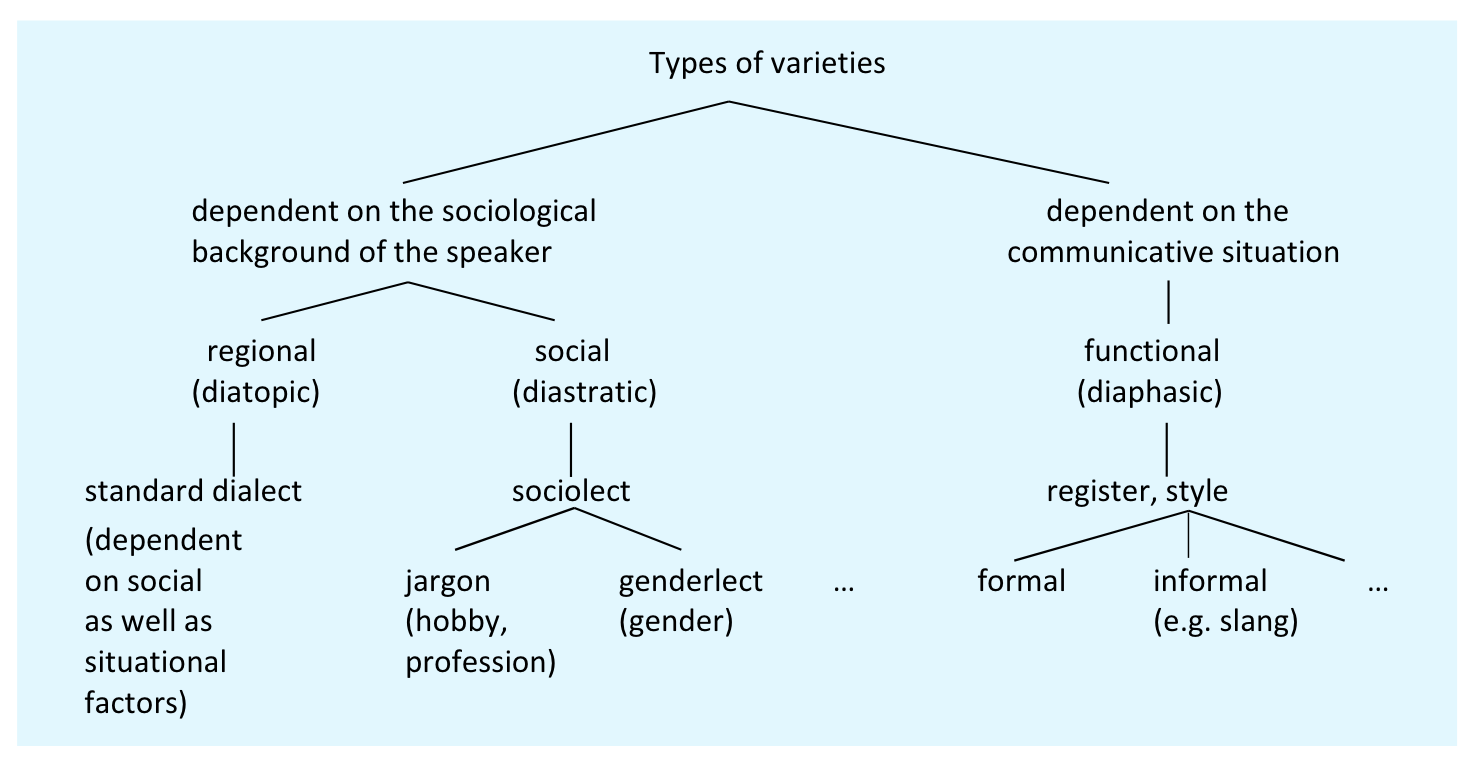 Types of varieties
dependent on the sociological
background of the speaker
dependent on the
communicative situation
regional
(diatopic)
social
(diastratic)
functional
(diaphasic)
standard dialect
(dependent
on social
as well as
situational
factors)
sociolect
jargon
(hobby,
profession)
genderlect
(gender)
...
register, style
formal
informal
(e.g. slang)
...